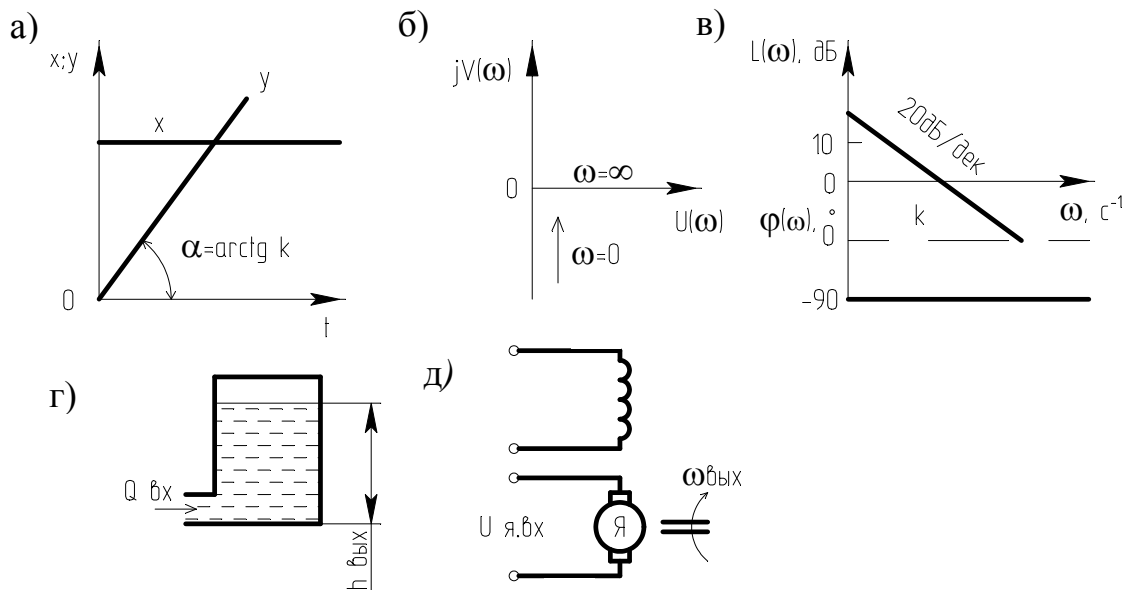 а)
x;y
y
x
α=arctg k
0
t
б)
jV(ω)
0
ω=∞
U(ω)
ω=0
в)
L(ω), дБ
20дБ/дек
10
0
k
ω, с⁻¹
φ(ω),°
0
-90
г)
Q вх
h вых
д)
U я.вх
Я
ωвых